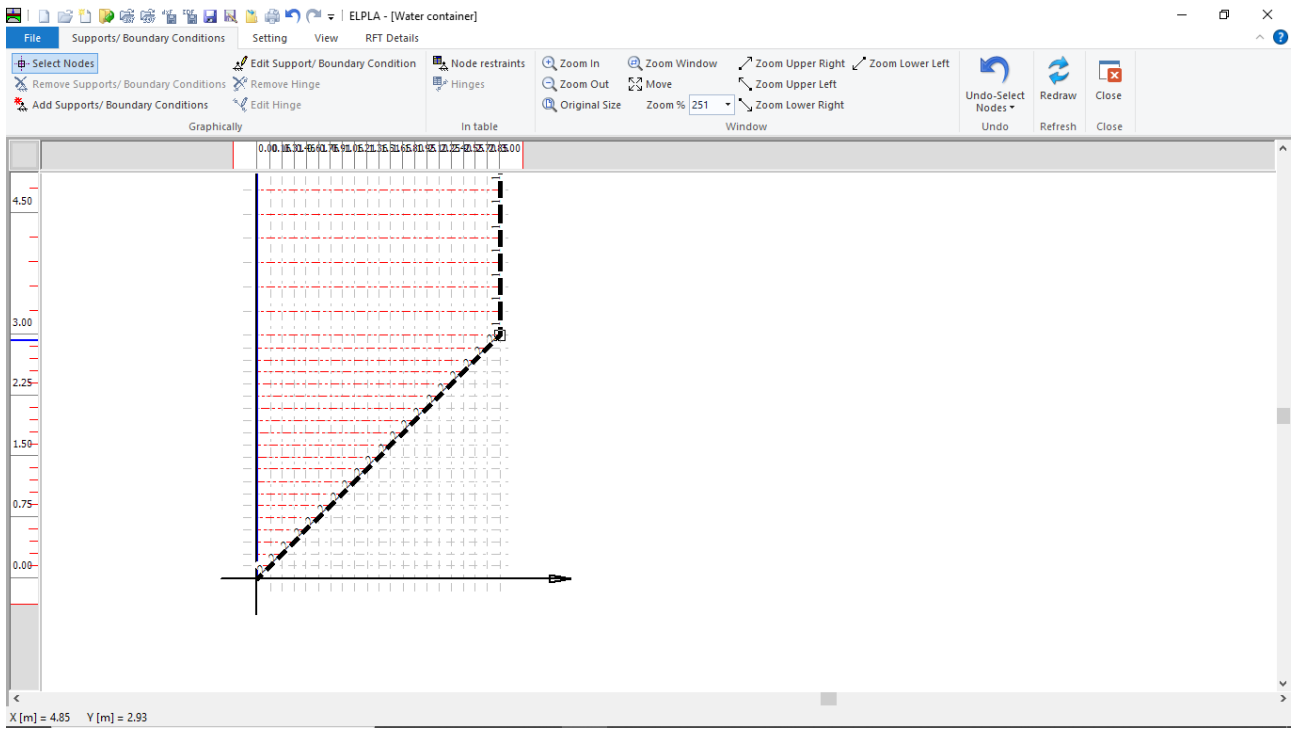 ELPLA - [Water container]
File Supports/ Boundary Conditions Setting View RFT Details
Select Nodes Edit Support/ Boundary Condition Node restraints Zoom In Zoom Window Zoom Upper Right Zoom Lower Left
Remove Supports/ Boundary Conditions Remove Hinge Hinges Zoom Out Move Zoom Upper Left
Add Supports/ Boundary Conditions Edit Hinge Original Size Zoom % 251 Zoom Lower Right
Undo-Select Nodes Redraw Close
Graphically In table Window Undo Refresh Close
0.00
4.50
3.00
2.25
1.50
0.75
0.00
X [m] = 4.85 Y [m] = 2.93